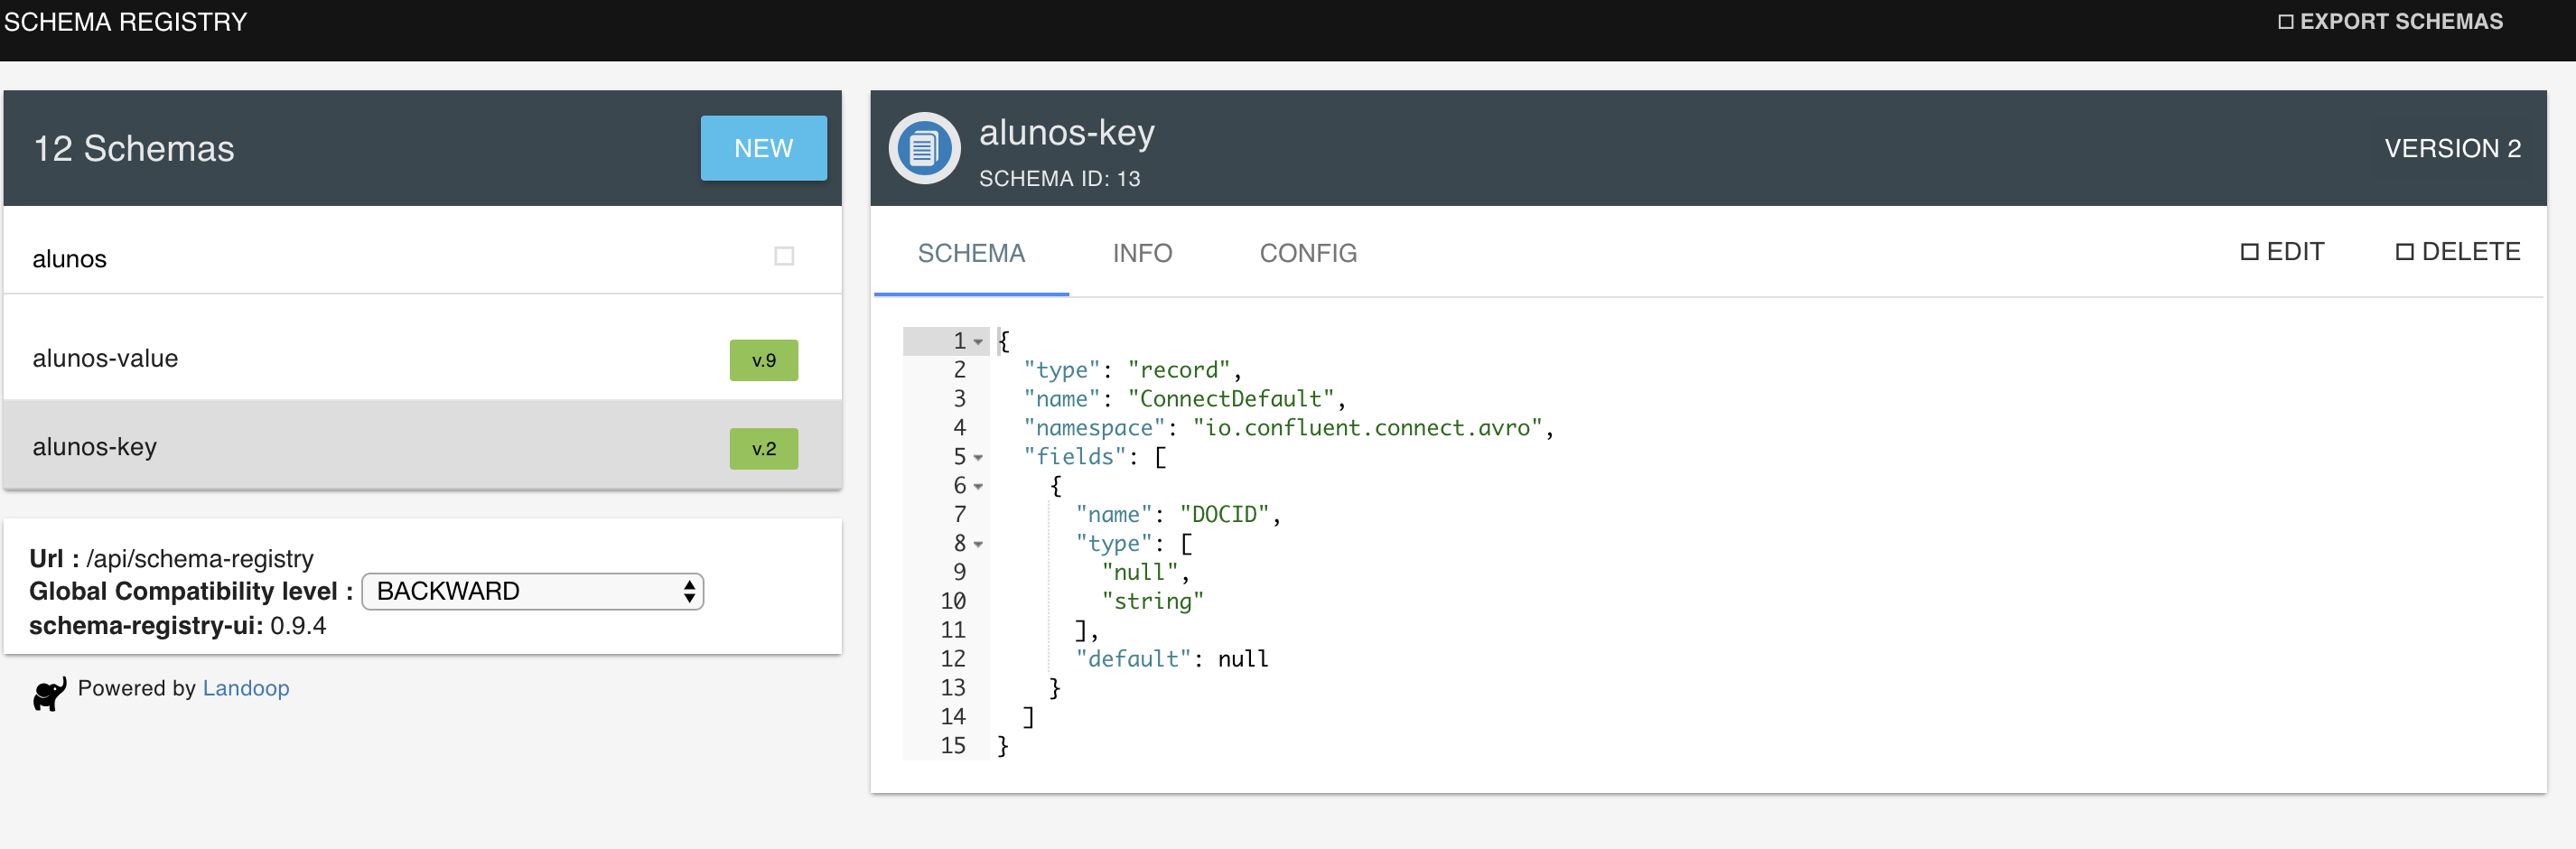 SCHEMA REGISTRY
EXPORT SCHEMAS
12 Schemas
NEW
alunos
alunos-value
v.9
alunos-key
v.2
Url : /api/schema-registry
Global Compatibility level : BACKWARD
schema-registry-ui: 0.9.4
Powered by Landoop
alunos-key
SCHEMA ID: 13
VERSION 2
SCHEMA INFO CONFIG
EDIT DELETE
1 {
2 "type": "record",
3 "name": "ConnectDefault",
4 "namespace": "io.confluent.connect.avro",
5 "fields": [
6 {
7 "name": "DOCID",
8 "type": [
9 "null",
10 "string"
11 ],
12 "default": null
13 }
14 ]
15 }